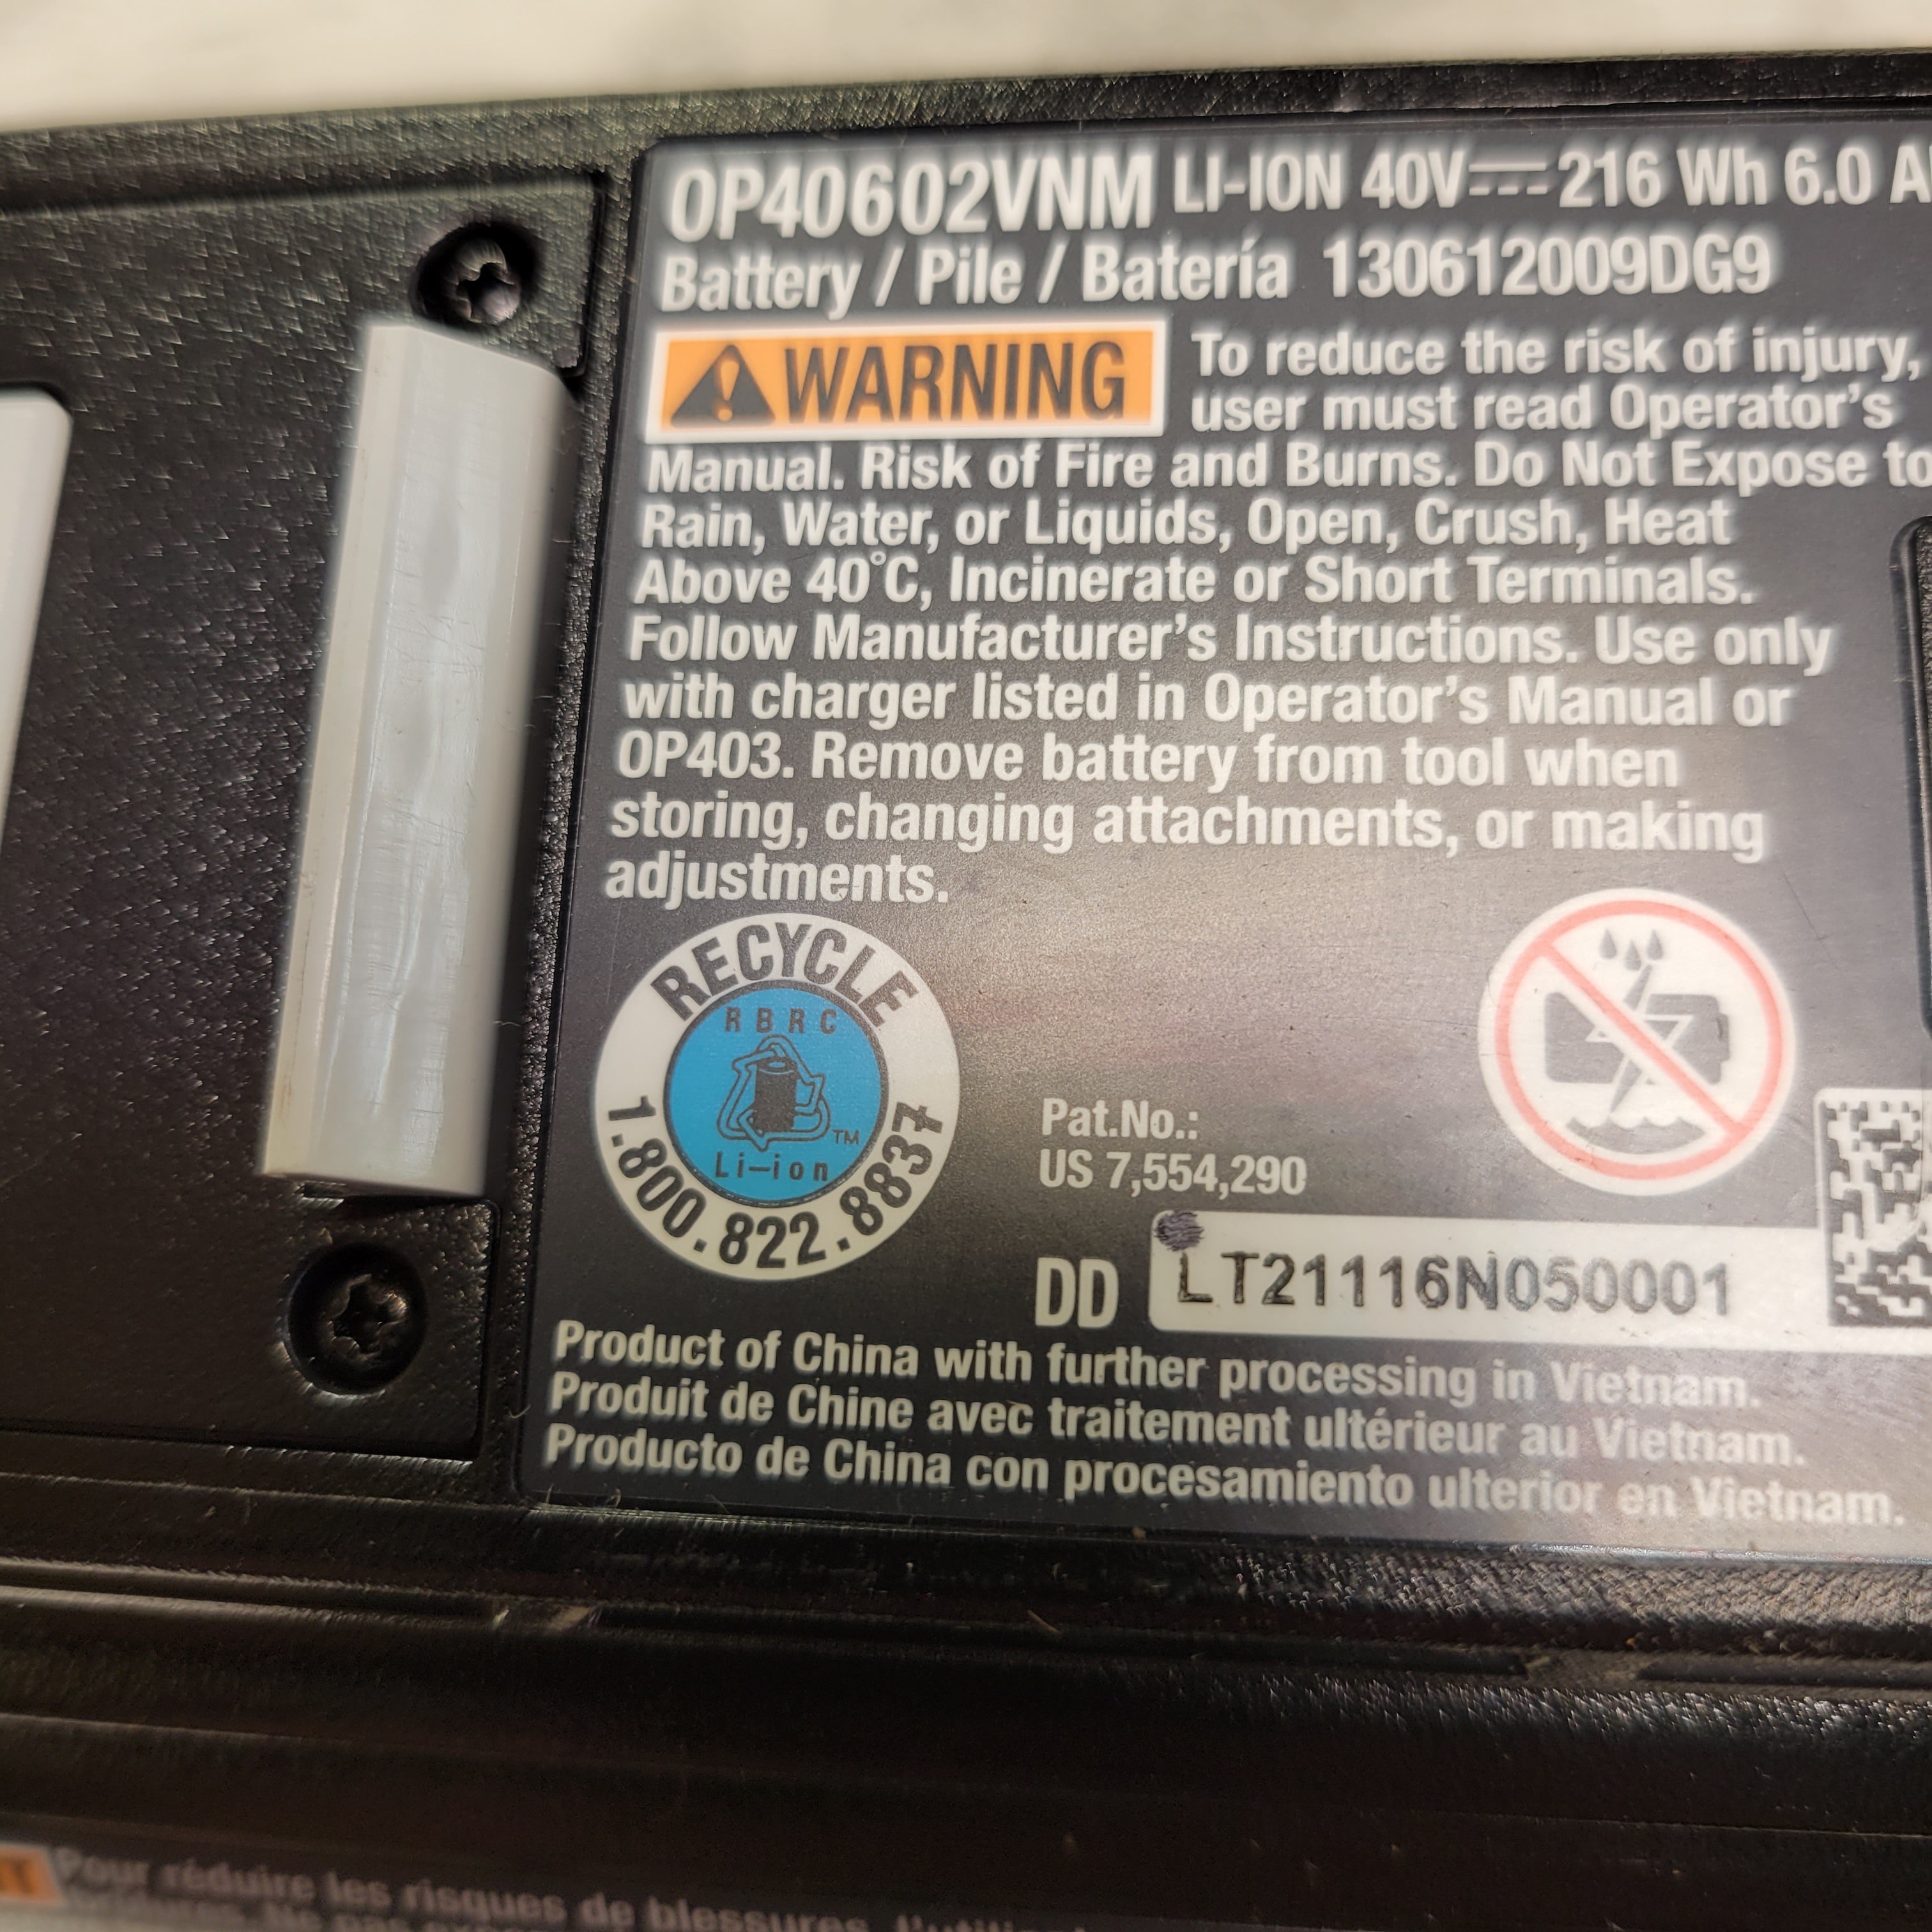 OP40602VNM LI-ION 40V 216 Wh 6.0
Battery / Pile / Batería 130612009DG9
WARNING To reduce the risk of injury,
user must read Operator's
Manual. Risk of Fire and Burns. Do Not Expose to
Rain, Water, or Liquids, Open, Crush, Heat
Above 40°C, Incinerate or Short Terminals.
Follow Manufacturer's Instructions. Use only
with charger listed in Operator's Manual or
OP403. Remove battery from tool when
storing, changing attachments, or making
adjustments.
RECYCLE
RBRC
TM
Li-ion
1.800.822.8837
Pat.No.:
US 7,554,290
DD LT21116N050001
Product of China with further processing in Vietnam.
Produit de Chine avec traitement ultérieur au Vietnam.
Producto de China con procesamiento ulterior en Vietnam.
Pour réduire les risques de blessures,